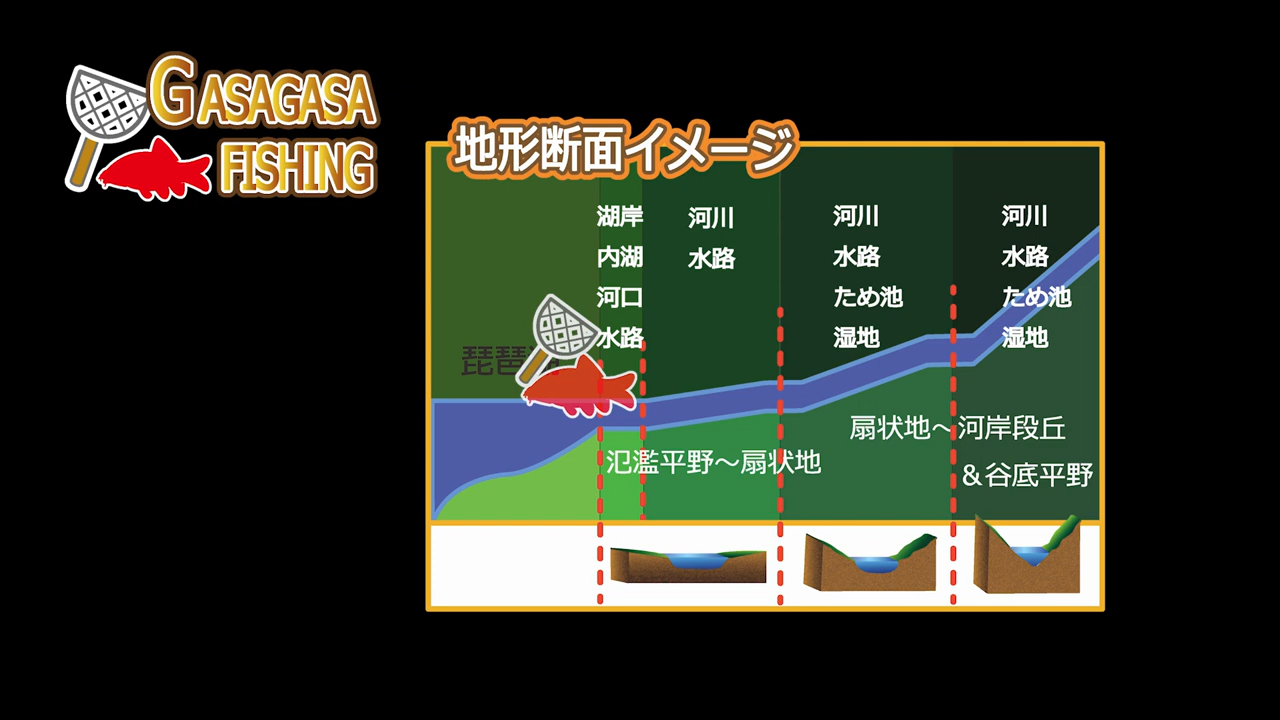 GASAGASA
FISHING
地形断面イメージ
湖岸
内湖
河口
水路
河川
水路
河川
水路
ため池
湿地
河川
水路
ため池
湿地
琵琶湖
氾濫平野～扇状地
扇状地～河岸段丘
＆谷底平野